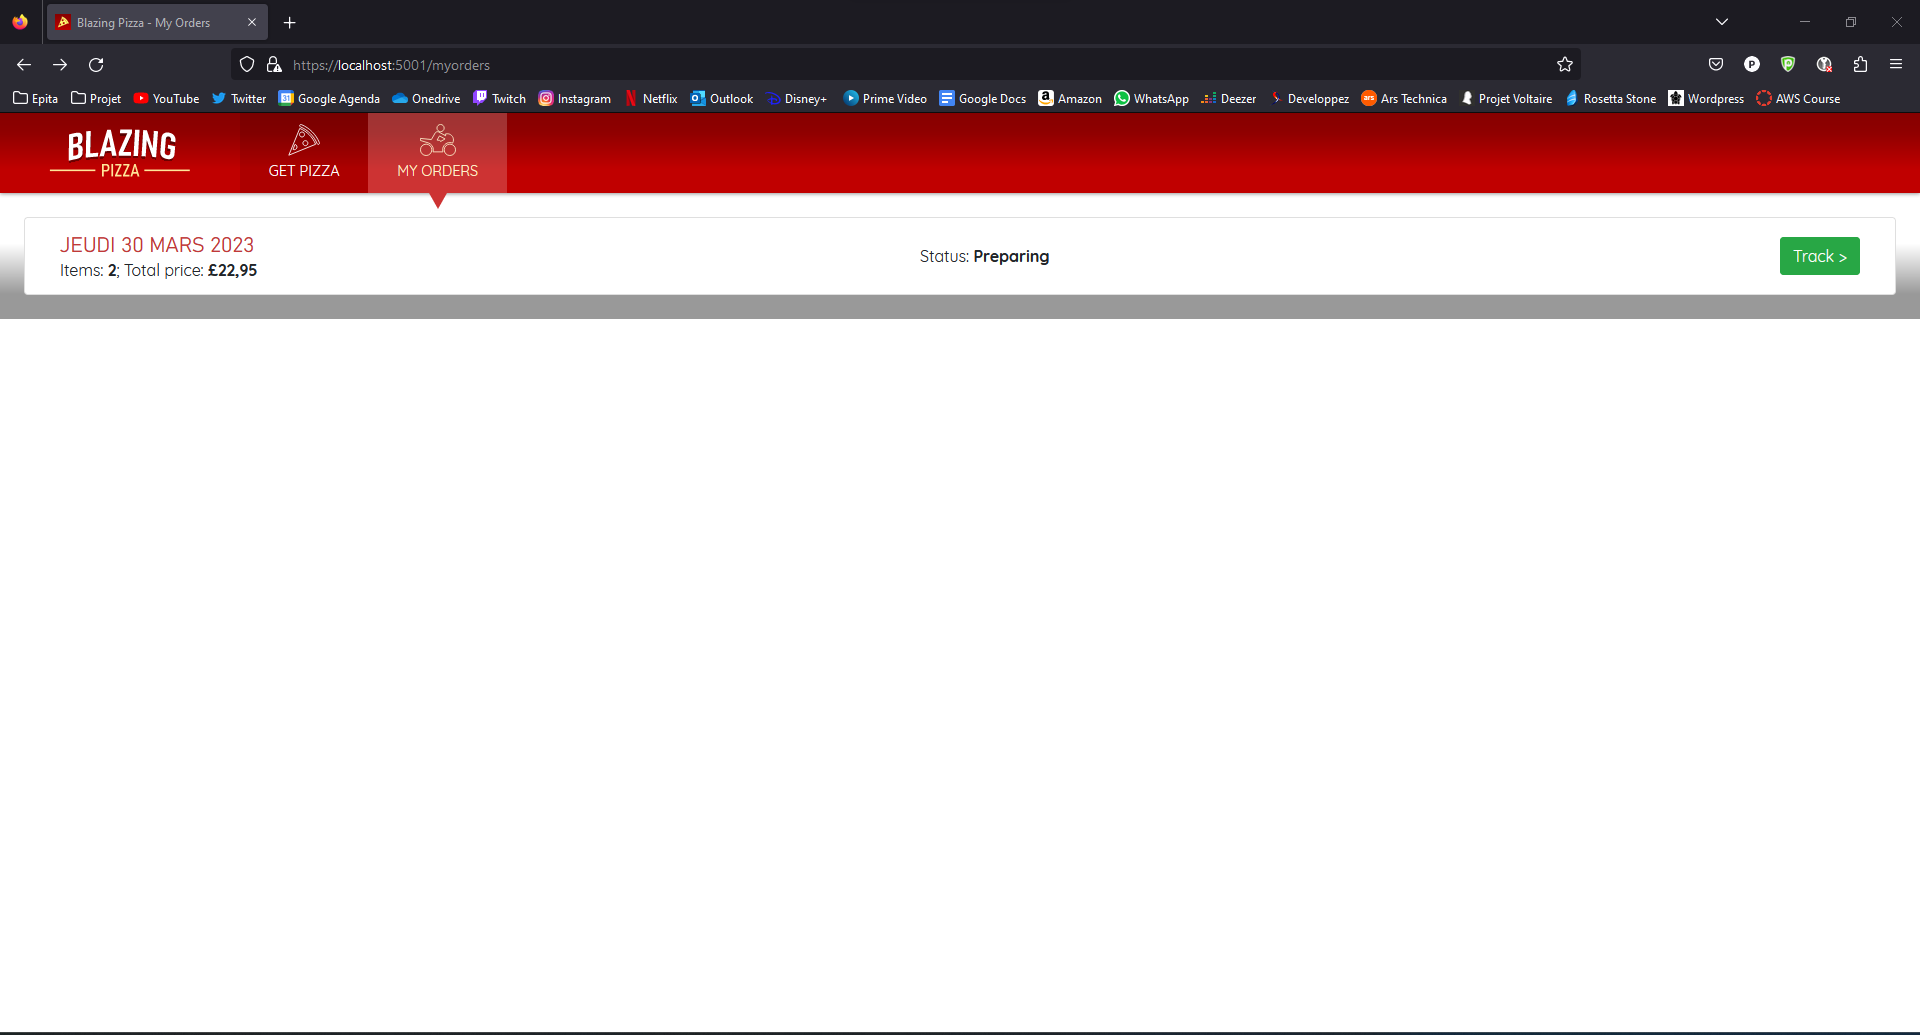 Blazing Pizza - My Orders
https://localhost:5001/myorders
Epita Projet YouTube Twitter Google Agenda Onedrive Twitch Instagram Netflix Outlook Disney+ Prime Video Google Docs Amazon WhatsApp Deezer Developpez Ars Technica Projet Voltaire Rosetta Stone Wordpress AWS Course
BLAZING
PIZZA
GET PIZZA MY ORDERS
JEUDI 30 MARS 2023
Items: 2; Total price: £22,95
Status: Preparing
Track >